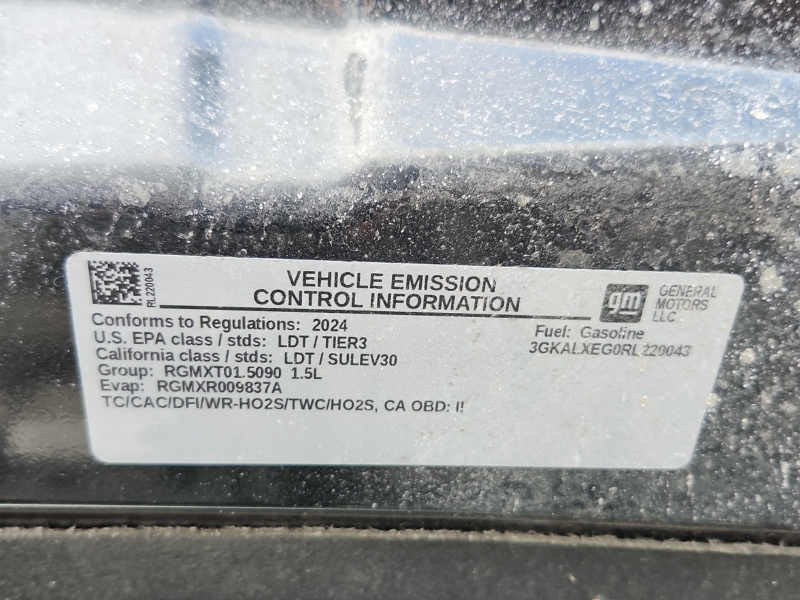 RL220043
VEHICLE EMISSION
CONTROL INFORMATION
gm
GENERAL
MOTORS
LLC
Conforms to Regulations: 2024
U.S. EPA class / stds: LDT / TIER3
California class / stds: LDT / SULEV30
Group: RGMXT01.5090 1.5L
Evap: RGMXR009837A
TC/CAC/DFI/WR-HO2S/TWC/HO2S, CA OBD: II
Fuel: Gasoline
3GKALXEG0RL220043